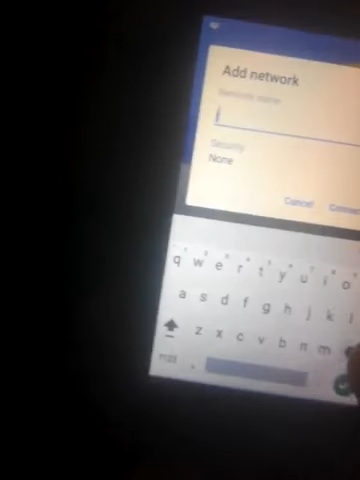 Add network
Network name
Security
None
Cancel
q w e r t y u i o
a s d f g h j k l
z x c v b n m
?123 ,